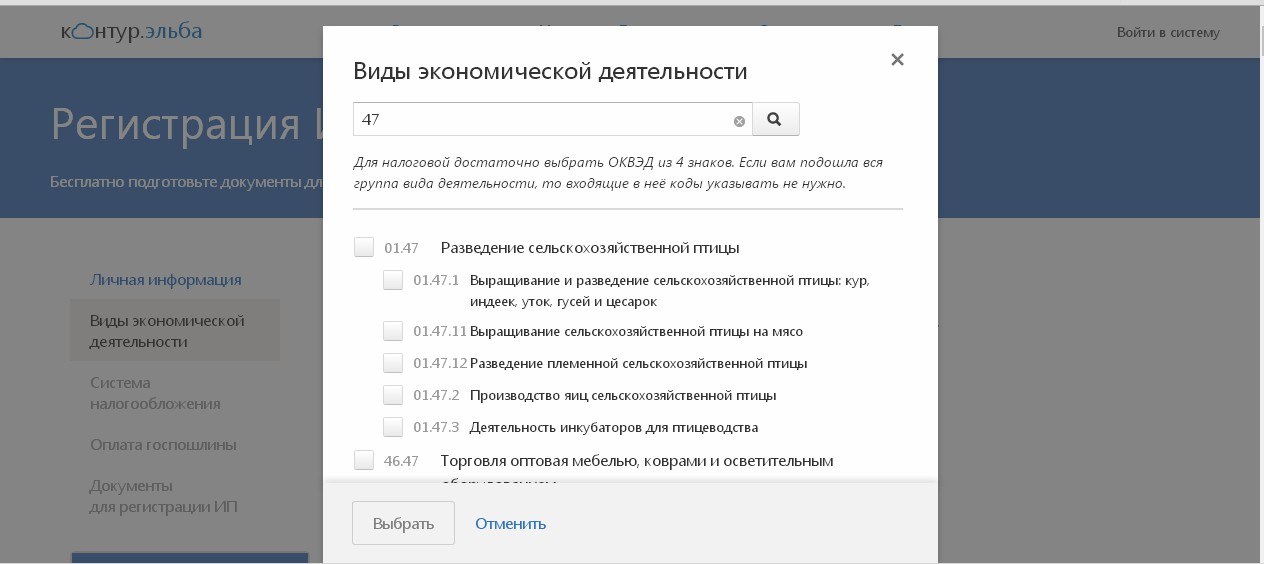 контур.эльба
Войти в систему
Регистрация И
Бесплатно подготовьте документы дл
Личная информация
Виды экономической
деятельности
Система
налогообложения
Оплата госпошлины
Документы
для регистрации ИП
Виды экономической деятельности
47
Для налоговой достаточно выбрать ОКВЭД из 4 знаков. Если вам подошла вся
группа вида деятельности, то входящие в неё коды указывать не нужно.
01.47 Разведение сельскохозяйственной птицы
01.47.1 Выращивание и разведение сельскохозяйственной птицы: кур,
индеек, уток, гусей и цесарок
01.47.11 Выращивание сельскохозяйственной птицы на мясо
01.47.12 Разведение племенной сельскохозяйственной птицы
01.47.2 Производство яиц сельскохозяйственной птицы
01.47.3 Деятельность инкубаторов для птицеводства
46.47 Торговля оптовая мебелью, коврами и осветительным
Выбрать
Отменить